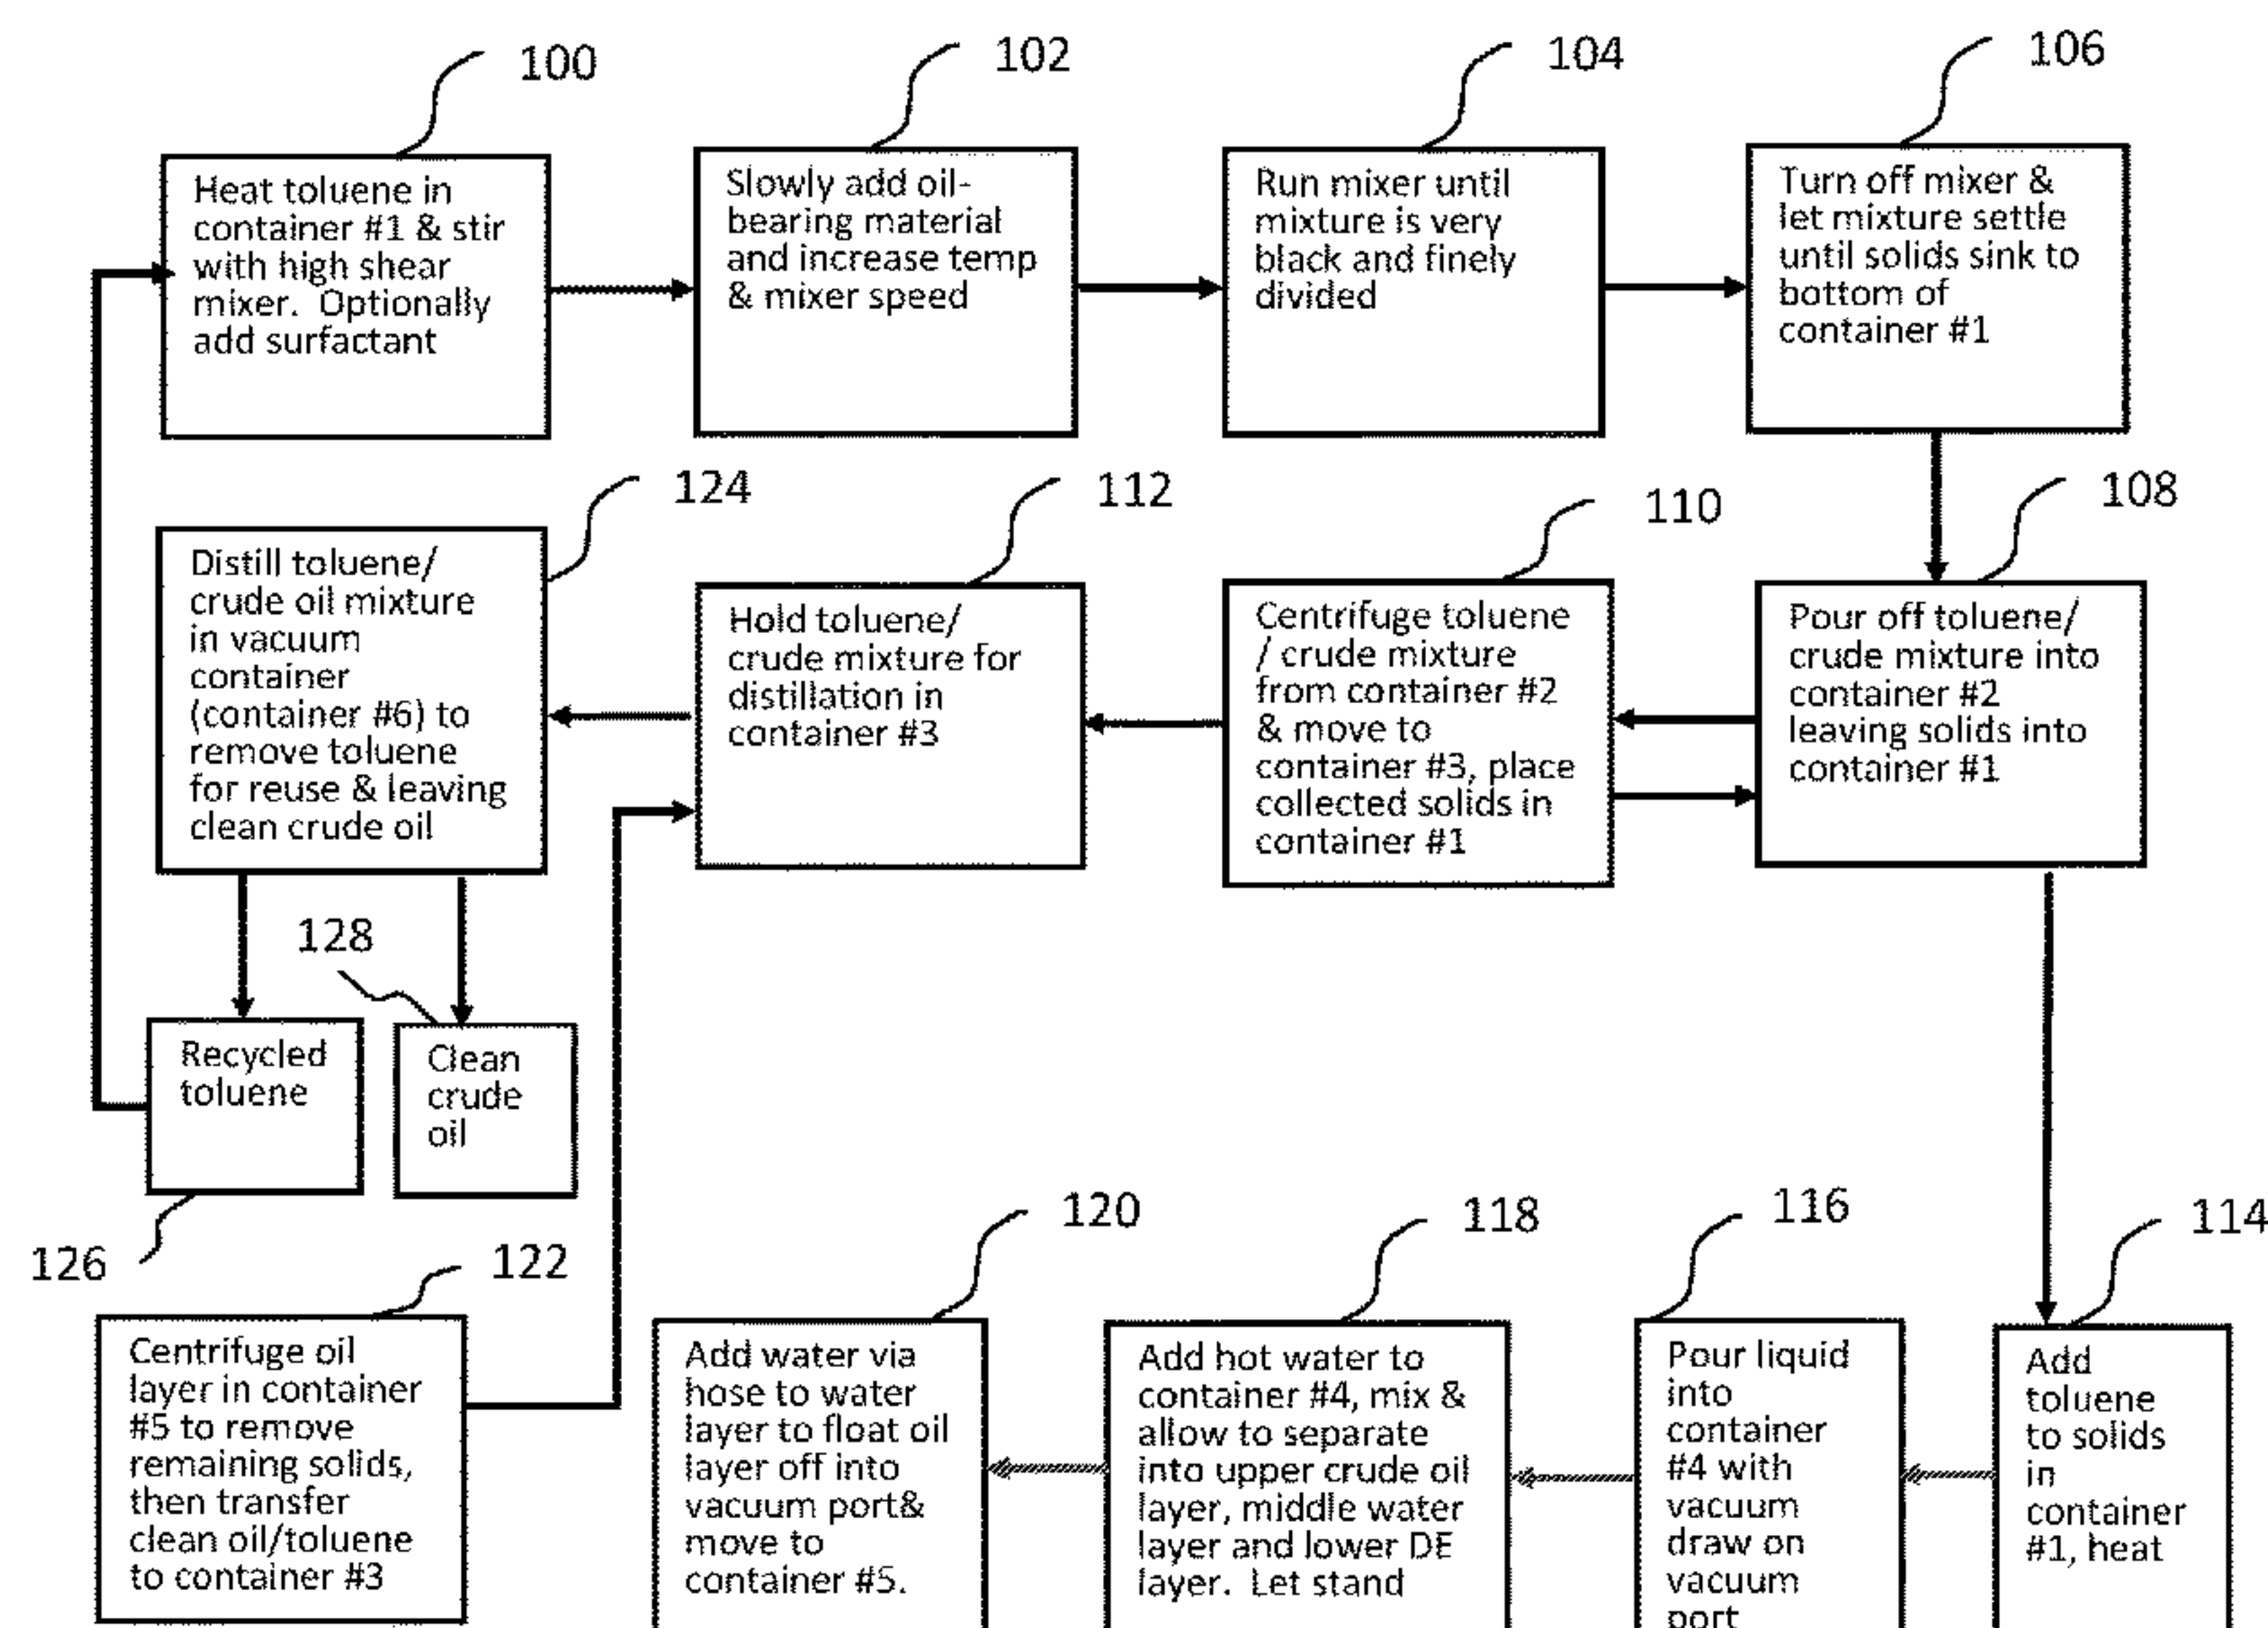 100
Heat toluene in
container #1 & stir
with high shear
mixer.  Optionally
add surfactant
102
Slowly add oil-
bearing material
and increase temp
& mixer speed
104
Run mixer until
mixture is very
black and finely
divided
106
Turn off mixer &
let mixture settle
until solids sink to
bottom of
container #1
124
Distill toluene/
crude oil mixture
in vacuum
container
(container #6) to
remove toluene
for reuse & leaving
clean crude oil
112
Hold toluene/
crude mixture for
distillation in
container #3
110
Centrifuge toluene
/ crude mixture
from container #2
& move to
container #3, place
collected solids in
container #1
108
Pour off toluene/
crude mixture into
container #2
leaving solids into
container #1
128
Recycled
toluene
Clean
crude
oil
126
122
Centrifuge oil
layer in container
#5 to remove
remaining solids,
then transfer
clean oil/toluene
to container #3
120
Add water via
hose to water
layer to float oil
layer off into
vacuum port&
move to
container #5.
118
Add hot water to
container #4, mix &
allow to separate
into upper crude oil
layer, middle water
layer and lower DE
layer.  Let stand
116
Pour liquid
into
container
#4 with
vacuum
draw on
vacuum
port
114
Add
toluene
to solids
in
container
#1, heat